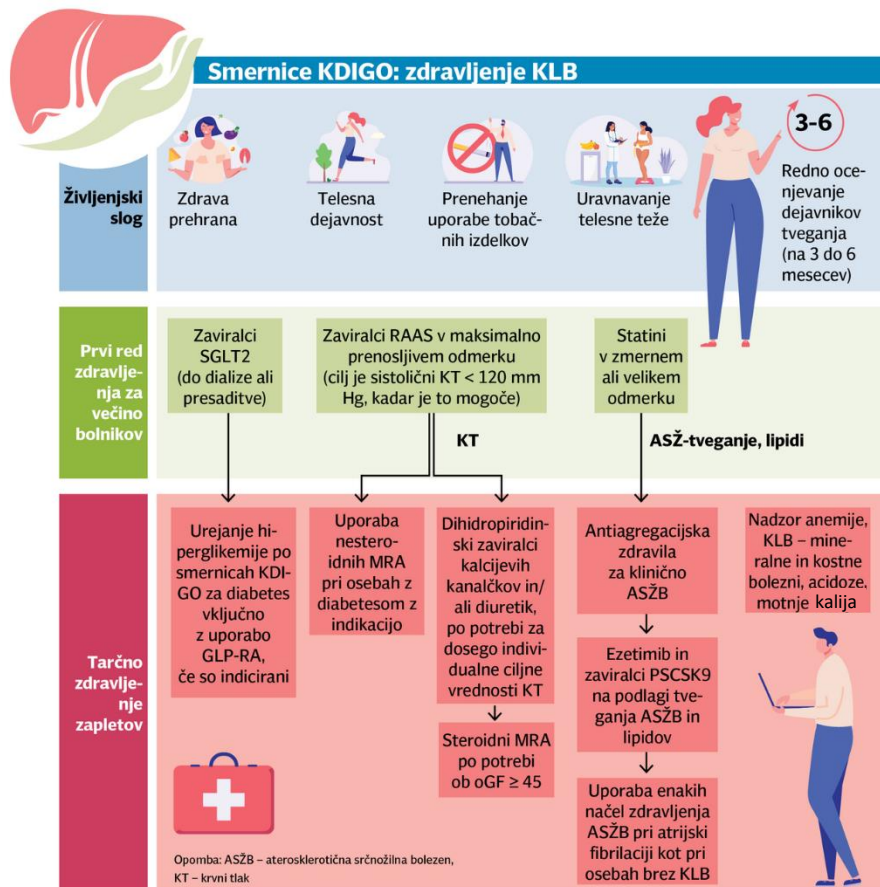 Smernice KDIGO: zdravljenje KLB
Življenjski
slog
Zdrava
prehrana
Telesna
dejavnost
Prenehanje
uporabe tobač-
nih izdelkov
Uravnavanje
telesne teže
3-6
Redno oce-
njevanje
dejavnikov
tveganja
(na 3 do 6
mesecev)
Prvi red
zdravlje-
nja za
večino
bolnikov
Zaviralci
SGLT2
(do dialize ali
presaditve)
Zaviralci RAAS v maksimalno
prenosljivem odmerku
(cilj je sistolični KT < 120 mm
Hg, kadar je to mogoče)
Statini
v zmernem
ali velikem
odmerku
KT
ASŽ-tveganje, lipidi
Tarčno
zdravlje-
nje
zapletov
Urejanje hi-
perglikemije po
smernicah KDI-
GO za diabetes
vključno
z uporabo
GLP-RA,
če so indicirani
Uporaba
nestero-
idnih MRA
pri osebah z
diabetesom z
indikacijo
Dihidropiridin-
ski zaviralci
kalcijevih
kanalčkov in/
ali diuretik,
po potrebi za
dosego indivi-
dualne ciljne
vrednosti KT
Steroidni MRA
po potrebi
ob oGF ≥ 45
Antiagregacijska
zdravila
za klinično
ASŽB
Ezetimib in
zaviralci PSCSK9
na podlagi tve-
ganja ASŽB in
lipidov
Uporaba enakih
načel zdravljenja
ASŽB pri atrijski
fibrilaciji kot pri
osebah brez KLB
Nadzor anemije,
KLB – mine-
ralne in kostne
bolezni, acidoze,
motnje kalija
Opomba: ASŽB – aterosklerotična srčnožilna bolezen,
KT – krvni tlak